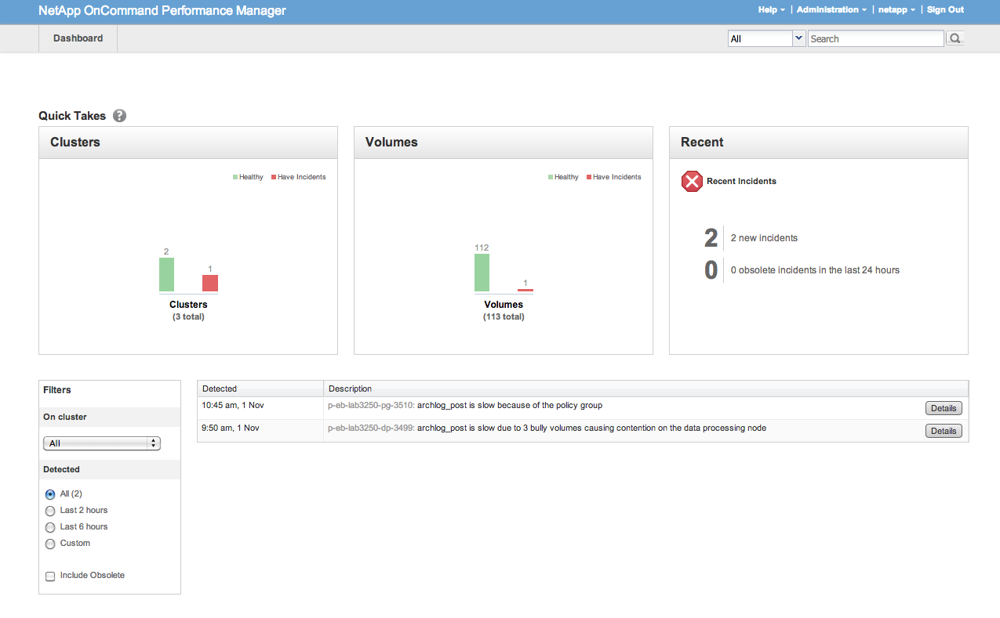 NetApp OnCommand Performance Manager
Help | Administration | netapp | Sign Out
Dashboard
All
Search
Quick Takes ?
Clusters
Healthy Have Incidents
2
1
Clusters
(3 total)
Volumes
Healthy Have Incidents
112
1
Volumes
(113 total)
Recent
Recent Incidents
2 2 new incidents
0 0 obsolete incidents in the last 24 hours
Filters
On cluster
All
Detected
All (2)
Last 2 hours
Last 6 hours
Custom
Include Obsolete
Detected Description
10:45 am, 1 Nov p-eb-lab3250-pg-3510: archlog_post is slow because of the policy group Details
9:50 am, 1 Nov p-eb-lab3250-dp-3499: archlog_post is slow due to 3 bully volumes causing contention on the data processing node Details